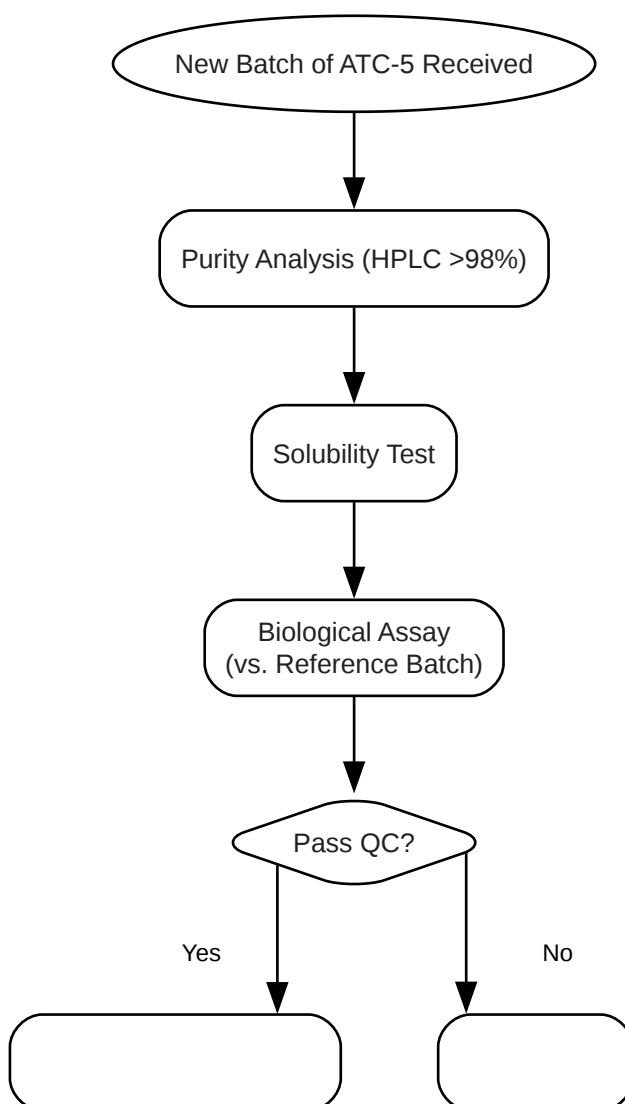 New Batch of ATC-5 Received
Purity Analysis (HPLC >98%)
Solubility Test
Biological Assay
(vs. Reference Batch)
Pass QC?
Yes
No